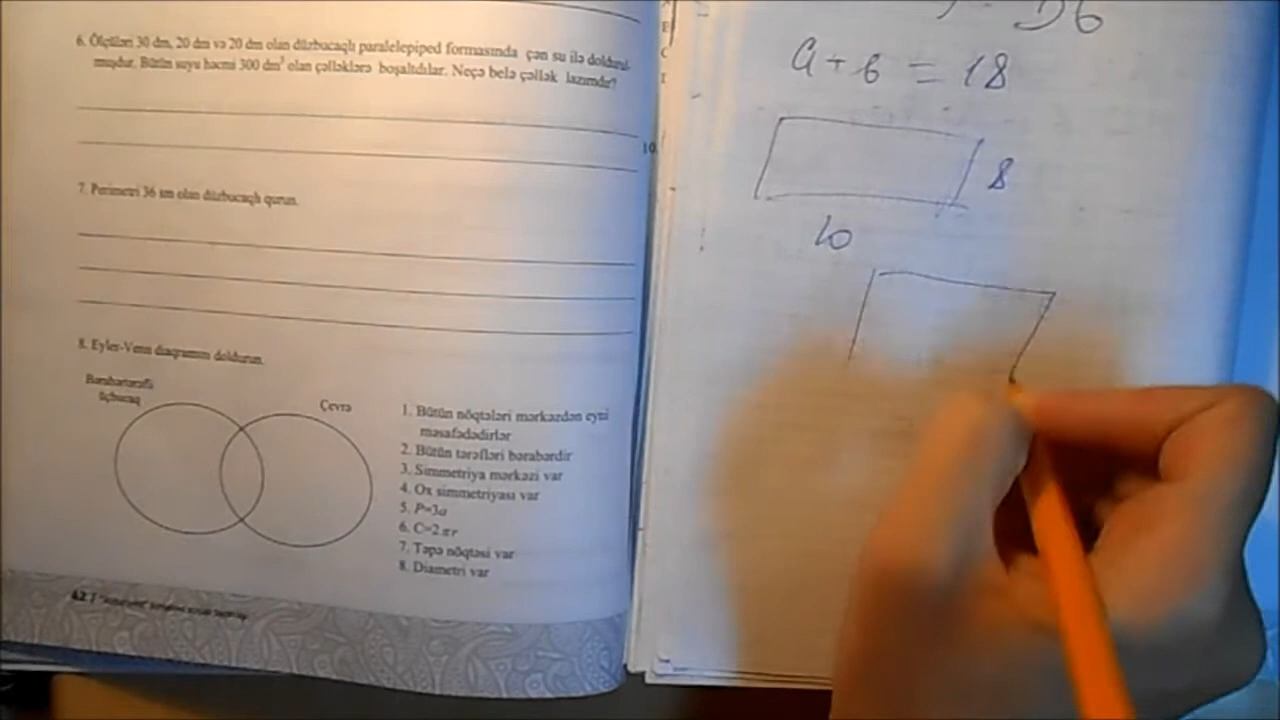 6. Ölçüləri 30 dm, 20 dm və 20 dm olan düzbucaqlı paralelepiped formasında çən su ilə doldurul-
muşdur. Bütün suyu həcmi 300 dm³ olan çəlləklərə boşaltdılar. Neçə belə çəllək lazımdır?
7. Perimetri 36 sm olan düzbucaqlı qurun.
8. Eyler-Venn diaqramını doldurun.
Bərabərtərəfli
üçbucaq
Çevrə
1. Bütün nöqtələri mərkəzdən eyni
məsafədədirlər
2. Bütün tərəfləri bərabərdir
3. Simmetriya mərkəzi var
4. Ox simmetriyası var
5. P=3a
6. C=2πr
7. Təpə nöqtəsi var
8. Diametri var
62
10
a + b = 18
8
10